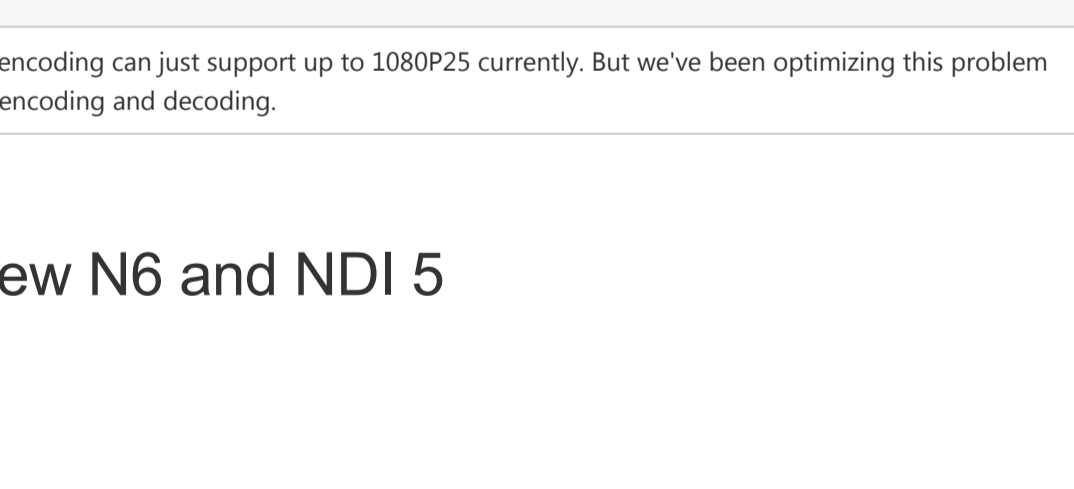 encoding can just support up to 1080P25 currently. But we've been optimizing this problem
encoding and decoding.
ew N6 and NDI 5